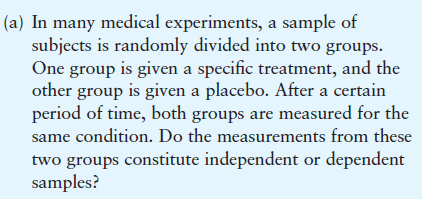 (a) In many medical experiments, a sample of
subjects is randomly divided into two groups.
One group is given a specific treatment, and the
other group is given a placebo. After a certain
period of time, both groups are measured for the
same condition. Do the measurements from these
two groups constitute independent or dependent
samples?